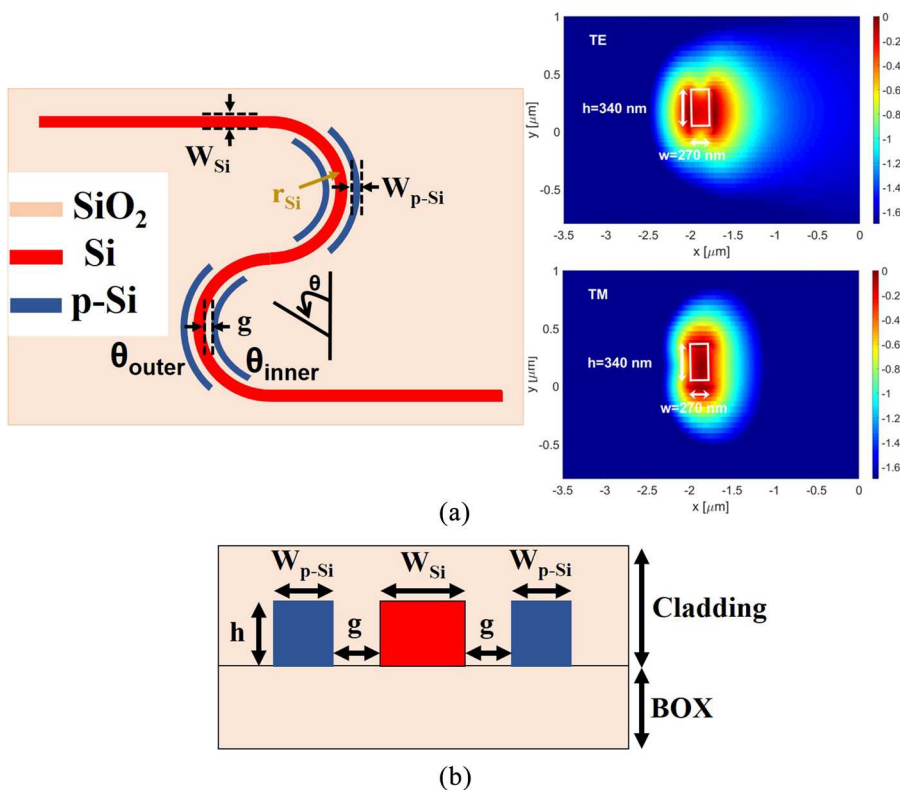 W_Si
r_Si
W_p-Si
SiO₂
Si
p-Si
θ
g
θ_outer
θ_inner
TE
h=340 nm
w=270 nm
y [μm]
1
0.5
0
-0.5
-3.5 -3 -2.5 -2 -1.5 -1 -0.5 0
x [μm]
0
-0.2
-0.4
-0.6
-0.8
-1
-1.2
-1.4
-1.6
TM
h=340 nm
w=270 nm
y [μm]
1
0.5
0
-0.5
-3.5 -3 -2.5 -2 -1.5 -1 -0.5 0
x [μm]
0
-0.2
-0.4
-0.6
-0.8
-1
-1.2
-1.4
-1.6
(a)
W_p-Si W_Si W_p-Si
h g g
Cladding
BOX
(b)